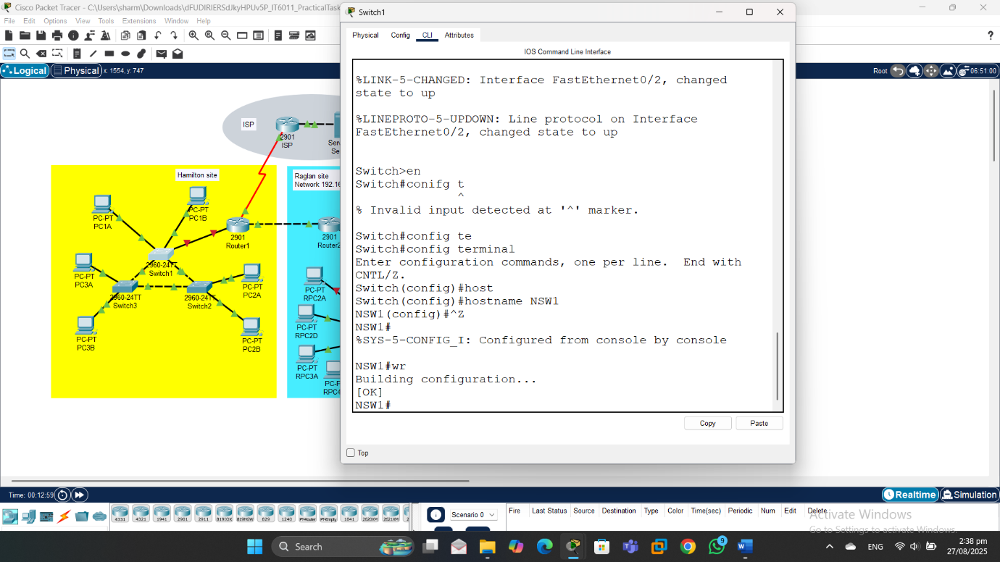 Cisco Packet Tracer - C:\Users\sharm\Downloads\dFUDIRIERSdJkyHPUv5P_IT6011_PracticalTask
File Edit Options View Tools Extensions Window Help
Logical Physical x: 1554, y: 747
Root 06:51:00
ISP
2901
ISP
Hamilton site
Raglan site
Network 192.16
PC-PT
PC1A
PC-PT
PC1B
2901
Router1
2901
Router2
2960-24TT
Switch1
PC-PT
PC3A
PC-PT
PC2A
PC-PT
RPC2A
2960-24TT
Switch3
2960-24TT
Switch2
PC-PT
PC3B
PC-PT
PC2B
PC-PT
RPC2D
PC-PT
RPC3A
Switch1
Physical Config CLI Attributes
IOS Command Line Interface
%LINK-5-CHANGED: Interface FastEthernet0/2, changed
state to up
%LINEPROTO-5-UPDOWN: Line protocol on Interface
FastEthernet0/2, changed state to up
Switch>en
Switch#conifg t
^
% Invalid input detected at '^' marker.
Switch#config te
Switch#config terminal
Enter configuration commands, one per line. End with
CNTL/Z.
Switch(config)#host
Switch(config)#hostname NSW1
NSW1(config)#^Z
NSW1#
%SYS-5-CONFIG_I: Configured from console by console
NSW1#wr
Building configuration...
[OK]
NSW1#
Copy Paste
Top
Time: 00:12:59
Realtime Simulation
4331 4321 1941 2901 2911 819IOX 819HGW 829 1240 PT-Router PT-Empty 1841 2620XM 2621XM
Scenario 0
Fire Last Status Source Destination Type Color Time(sec) Periodic Num Edit Delete
Activate Windows
Go to Settings to activate Windows.
Search
9
ENG
2:38 pm
27/08/2025